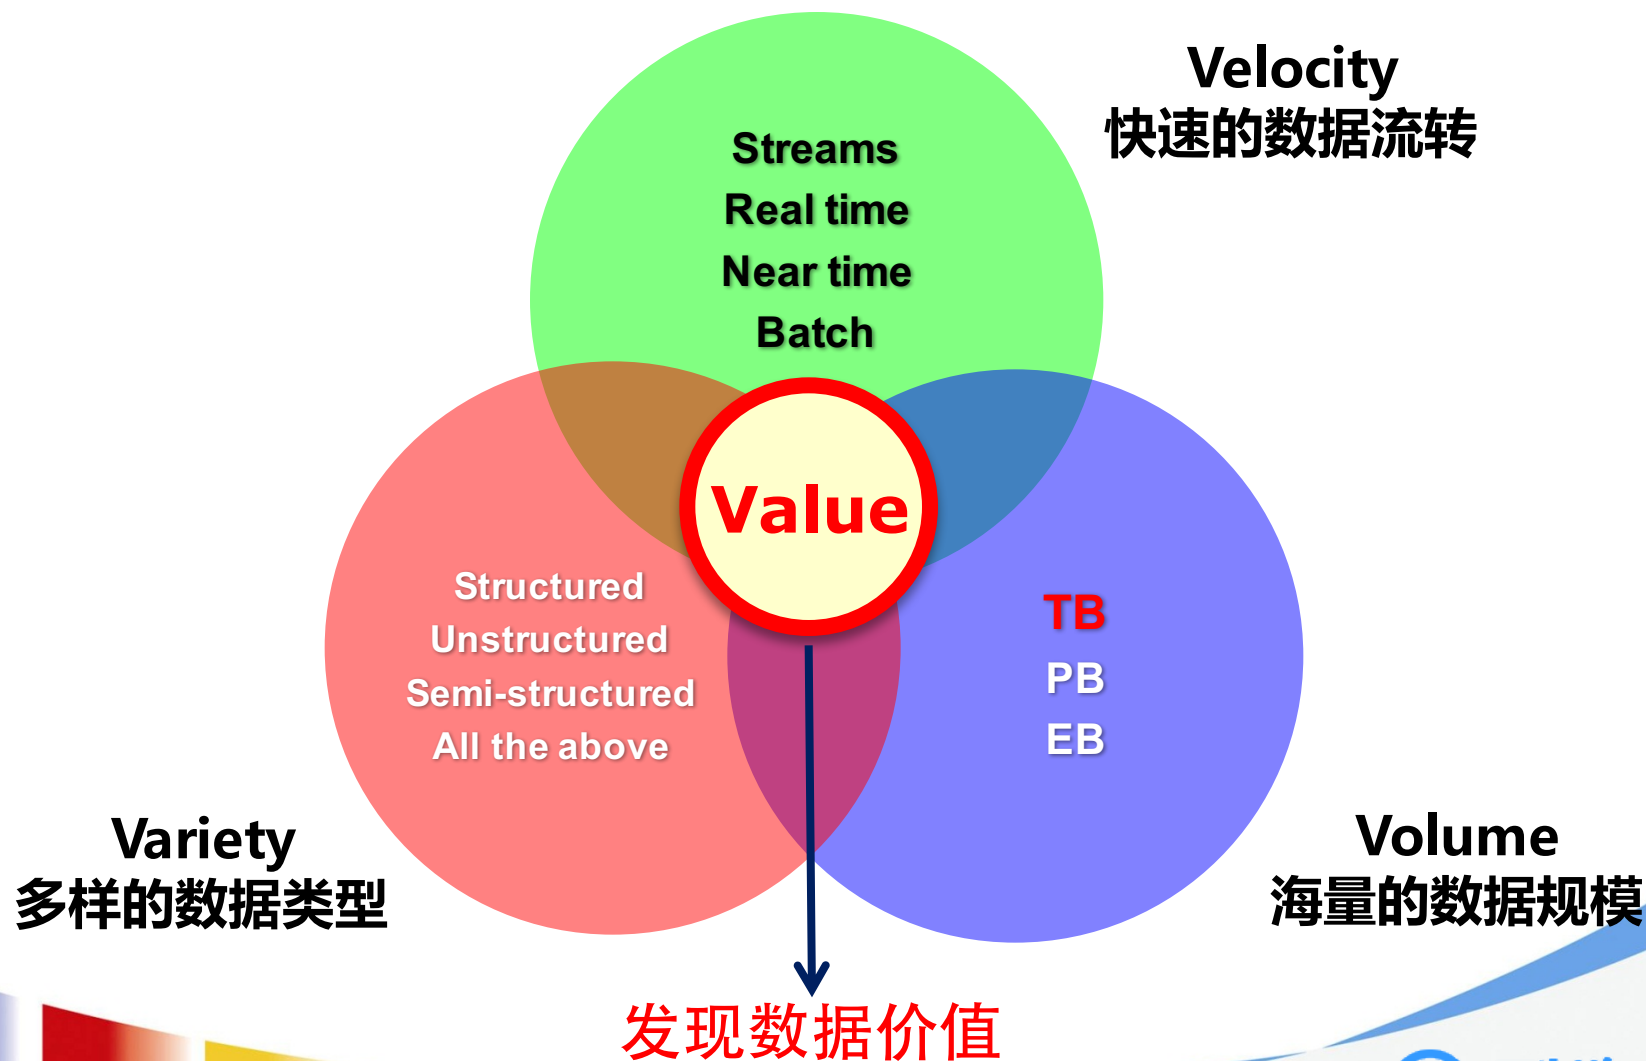 Velocity
快速的数据流转
Streams
Real time
Near time
Batch
Value
Structured
Unstructured
Semi-structured
All the above
TB
PB
EB
Variety
多样的数据类型
Volume
海量的数据规模
发现数据价值